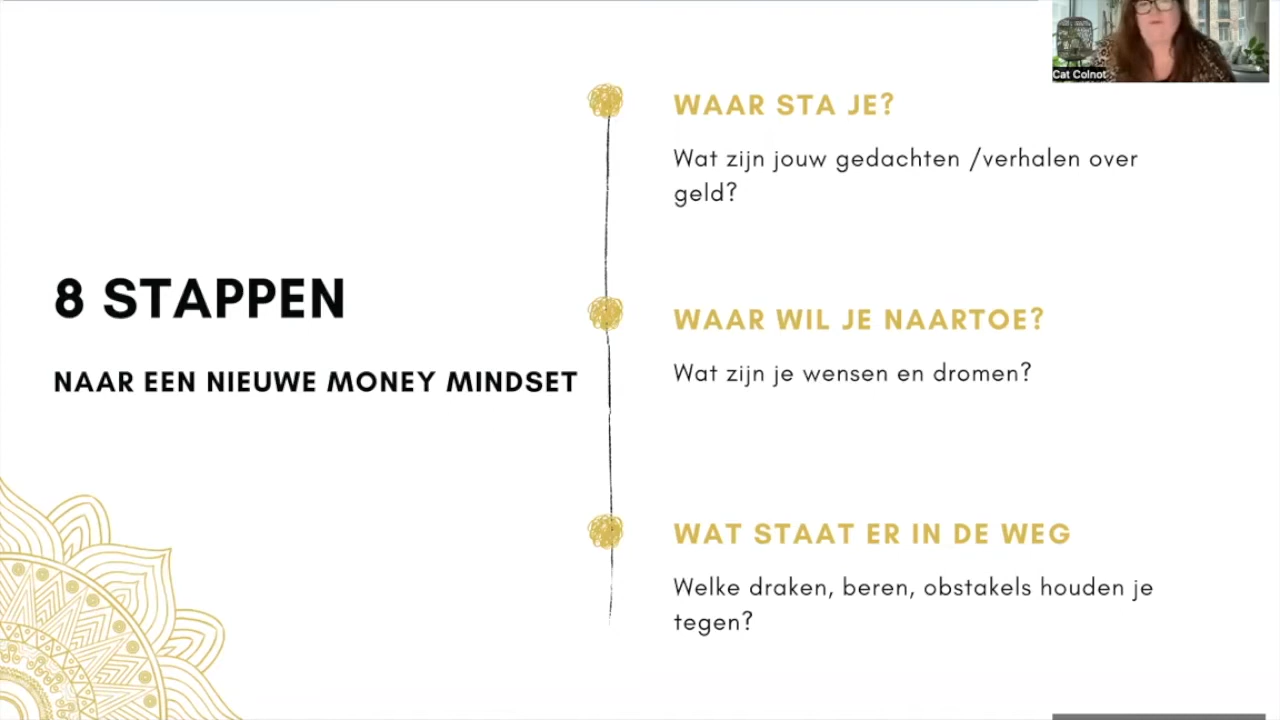 8 STAPPEN
NAAR EEN NIEUWE MONEY MINDSET
WAAR STA JE?
Wat zijn jouw gedachten /verhalen over
geld?
WAAR WIL JE NAARTOE?
Wat zijn je wensen en dromen?
WAT STAAT ER IN DE WEG
Welke draken, beren, obstakels houden je
tegen?
Cat Colnot